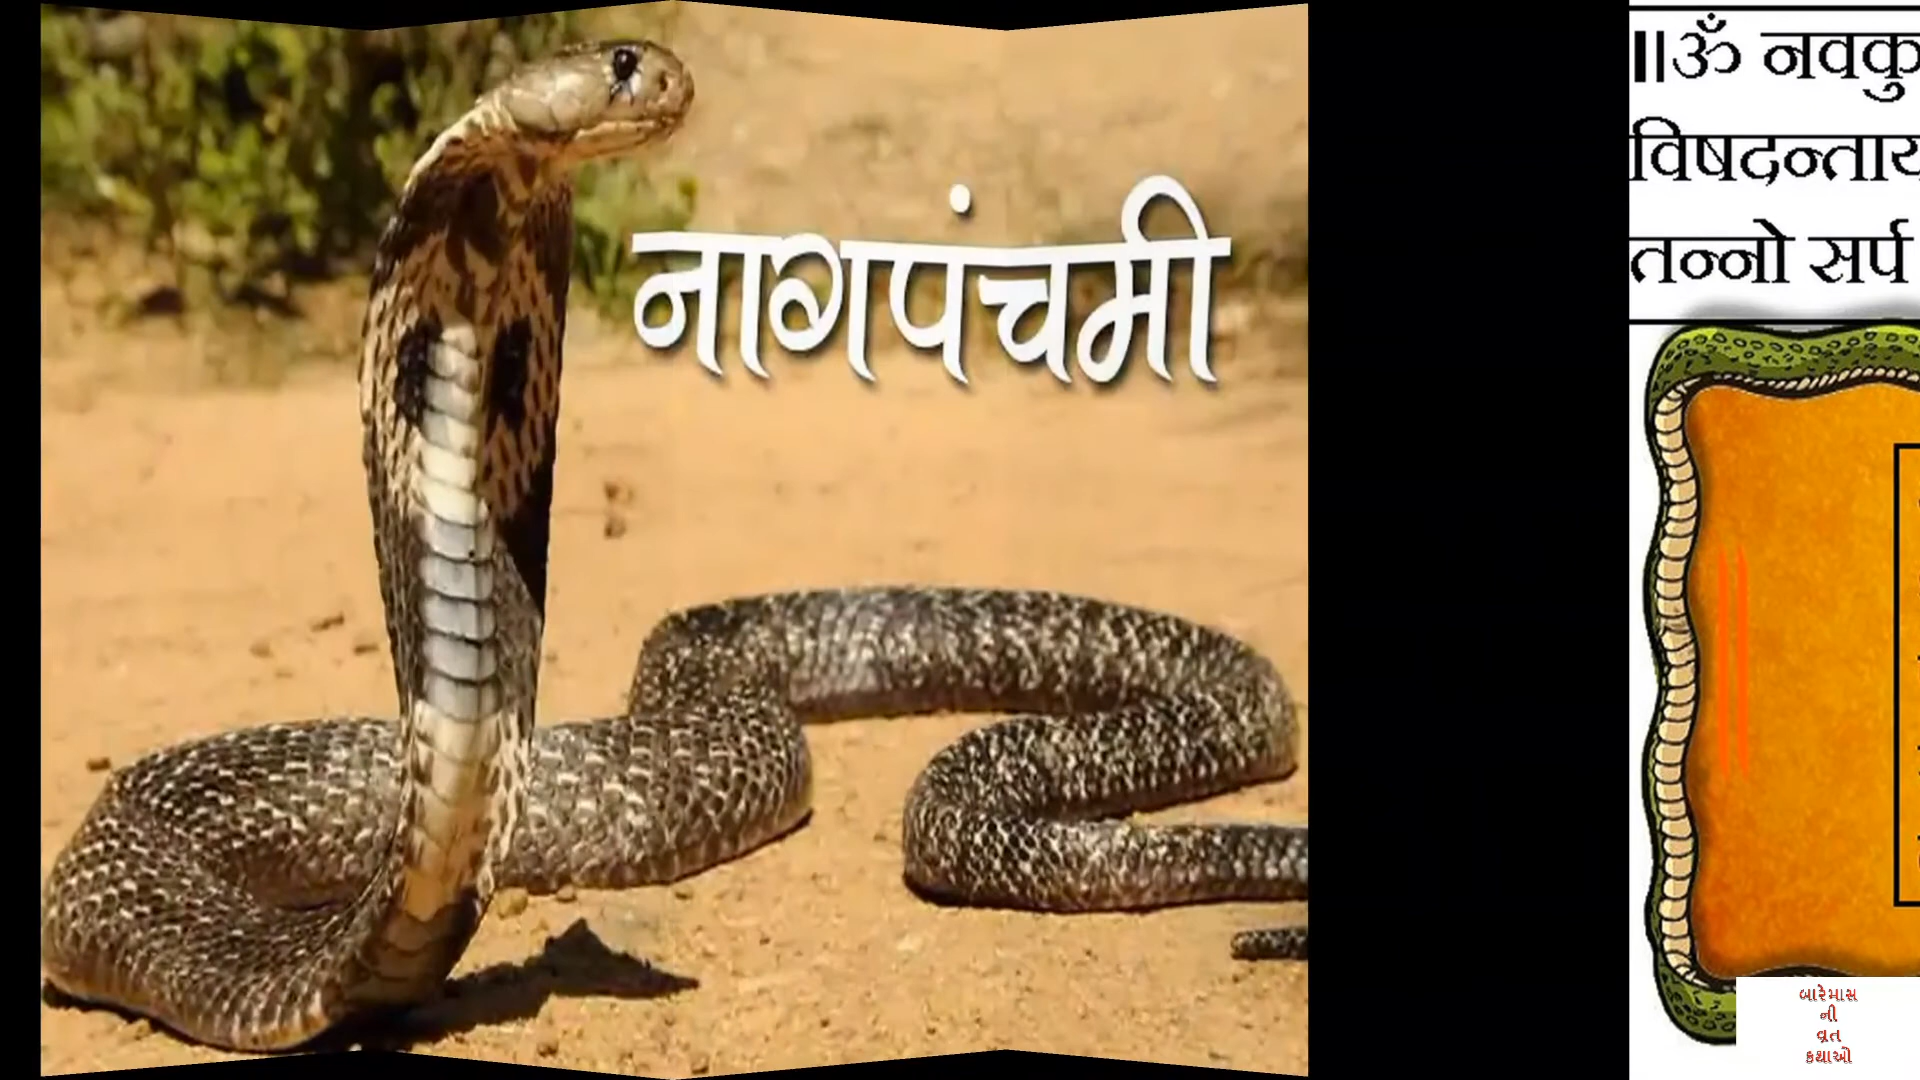 नागपंचमी
॥ॐ नवकु
विषदन्ताय
तन्नो सर्प
બારેમાસ
ની
વ્રત
કથાઓ